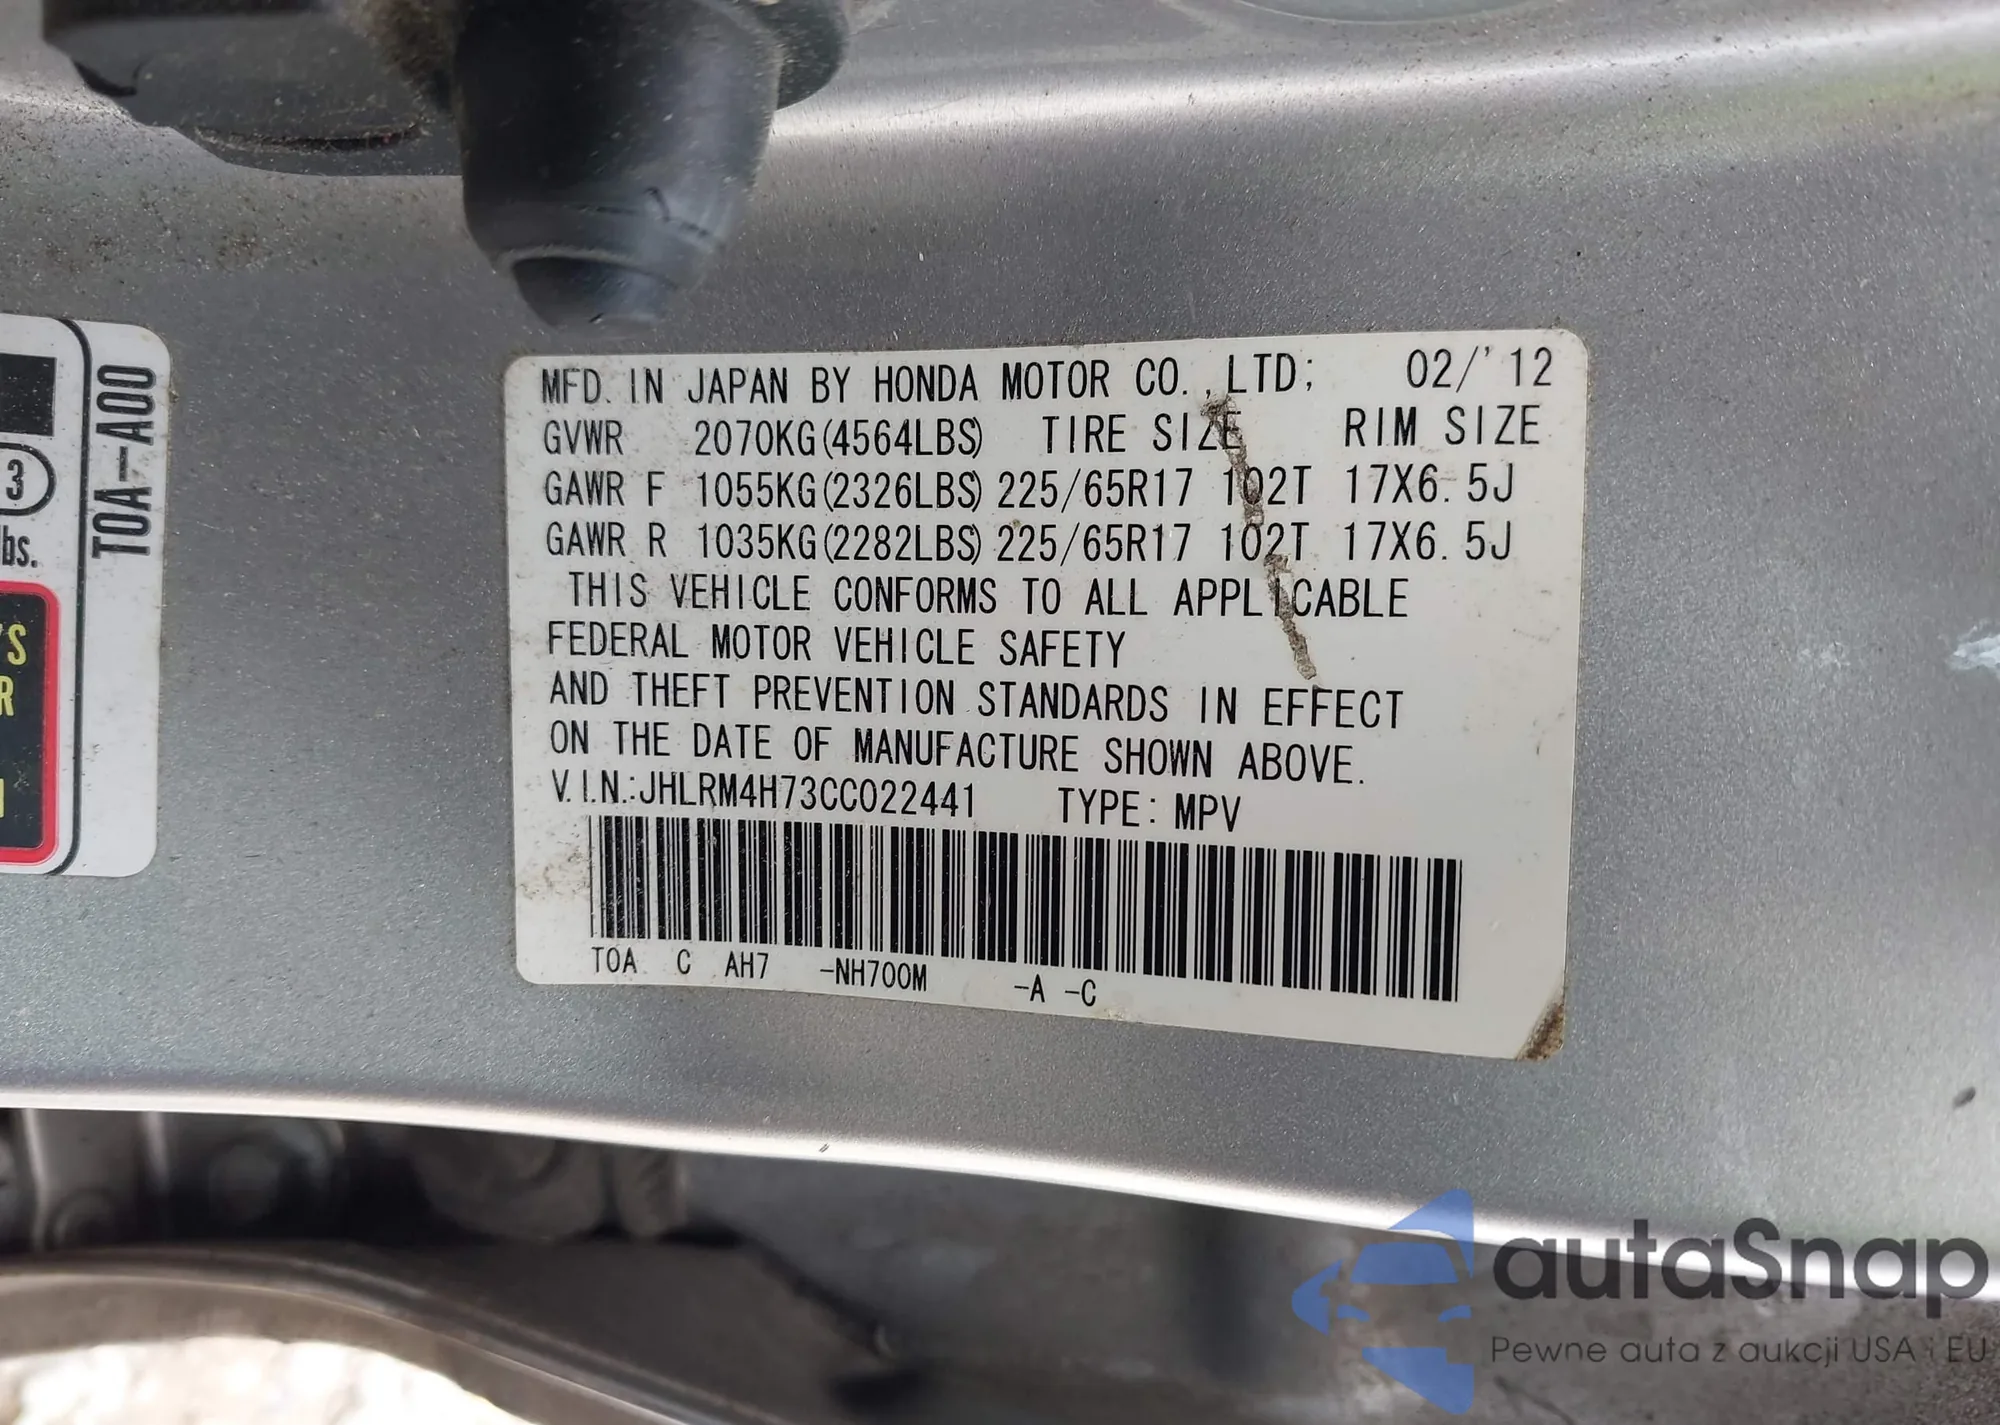 MFD. IN JAPAN BY HONDA MOTOR CO.,LTD; 02/'12
GVWR 2070KG(4564LBS) TIRE SIZE RIM SIZE
GAWR F 1055KG(2326LBS) 225/65R17 102T 17X6.5J
GAWR R 1035KG(2282LBS) 225/65R17 102T 17X6.5J
THIS VEHICLE CONFORMS TO ALL APPLICABLE
FEDERAL MOTOR VEHICLE SAFETY
AND THEFT PREVENTION STANDARDS IN EFFECT
ON THE DATE OF MANUFACTURE SHOWN ABOVE.
V.I.N.:JHLRM4H73CC022441 TYPE: MPV
T0A C AH7 -NH700M -A -C
T0A-A00
3
lbs.
'S
R
autaSnap
Pewne auta z aukcji USA i EU